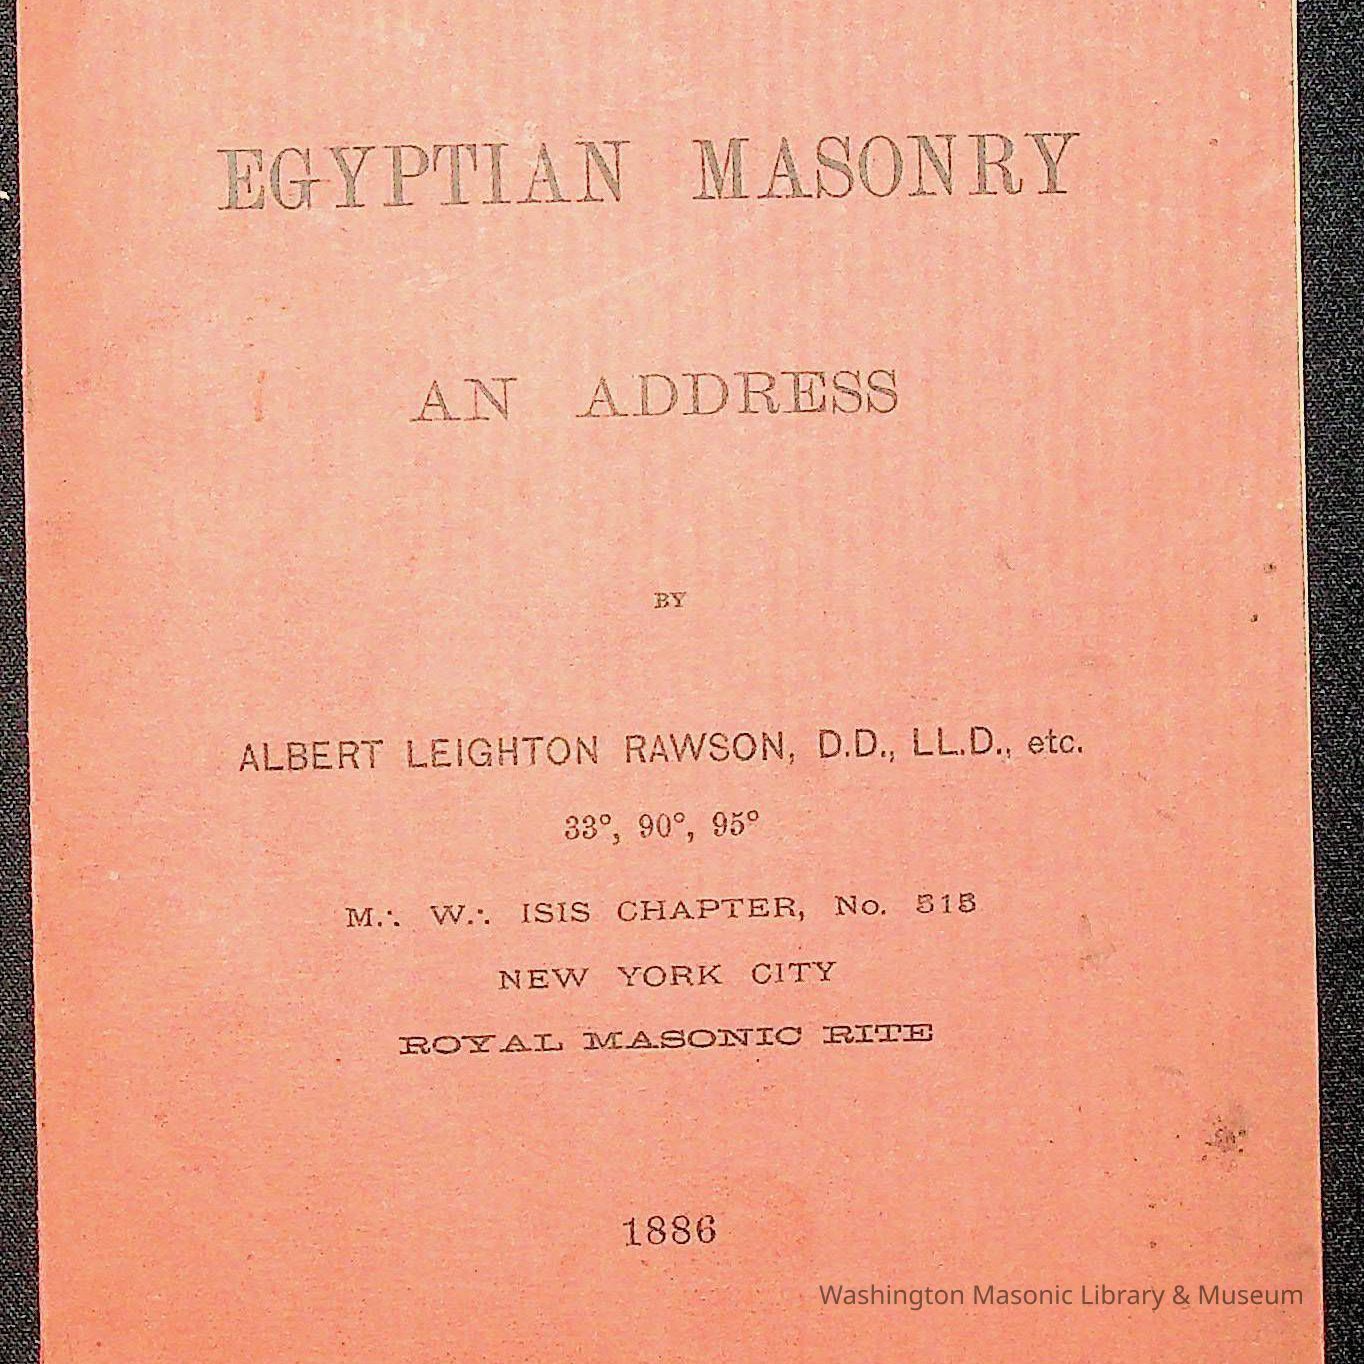 EGYPTIAN MASONRY
AN ADDRESS
BY
ALBERT LEIGHTON RAWSON, D.D., LL.D., etc.
33°, 90°, 95°
M∴ W∴ ISIS CHAPTER, No. 515
NEW YORK CITY
ROYAL MASONIC RITE
1886
Washington Masonic Library & Museum